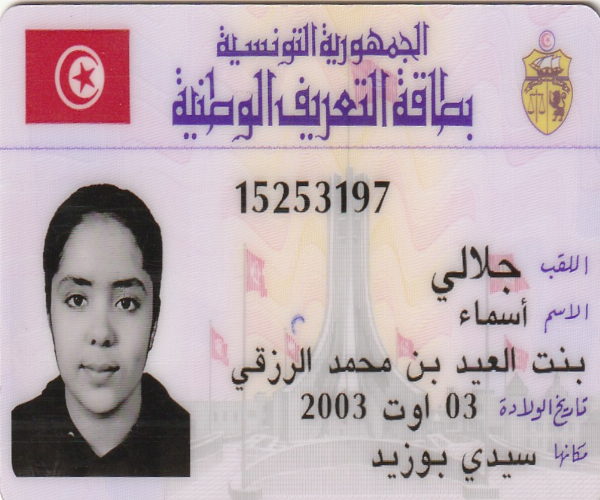 الجمهورية التونسية
بطاقة التعريف الوطنية
15253197
اللقب جلالي
الاسم أسماء
بنت العيد بن محمد الرزقي
تاريخ الولادة 03 اوت 2003
مكانها سيدي بوزيد